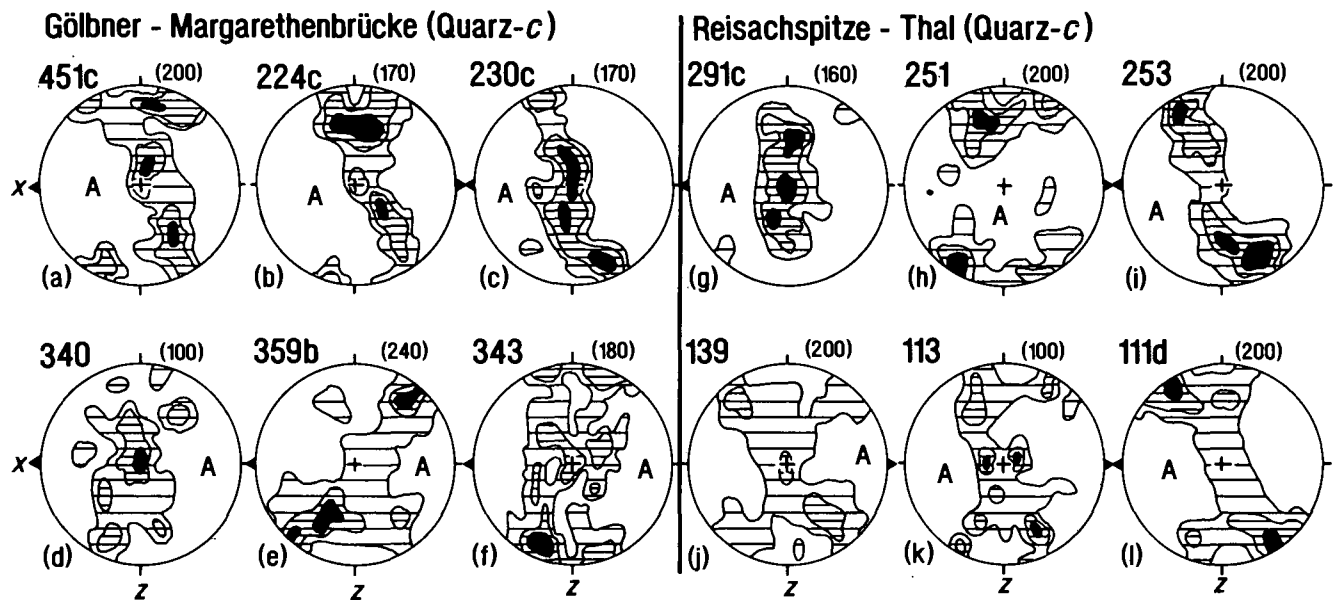 Gölbner - Margarethenbrücke (Quarz-c)
Reisachspitze - Thal (Quarz-c)
451c (200) 224c (170) 230c (170) 291c (160) 251 (200) 253 (200)
x A A A A A A
(a) (b) (c) (g) (h) (i)
340 (100) 359b (240) 343 (180) 139 (200) 113 (100) 111d (200)
x A A A A A A
(d) (e) (f) (j) (k) (l)
z z z z z z